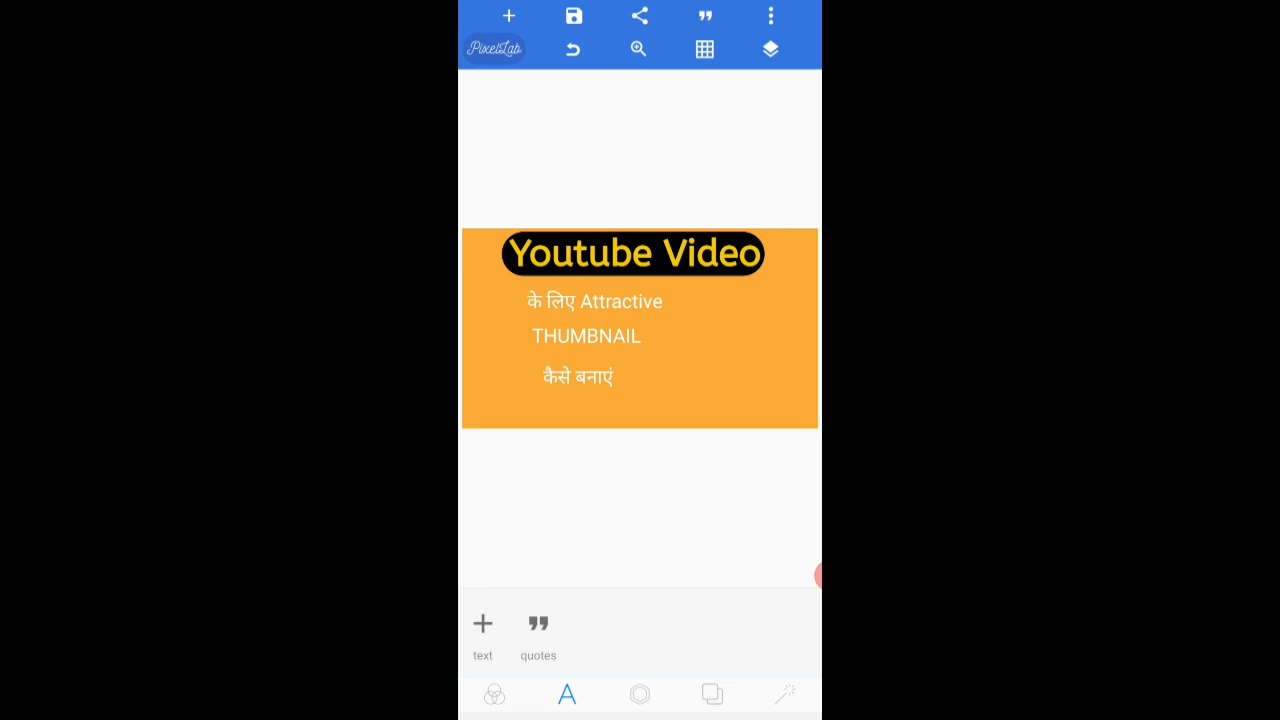 PixelLab
Youtube Video
के लिए Attractive
THUMBNAIL
कैसे बनाएं
text
quotes